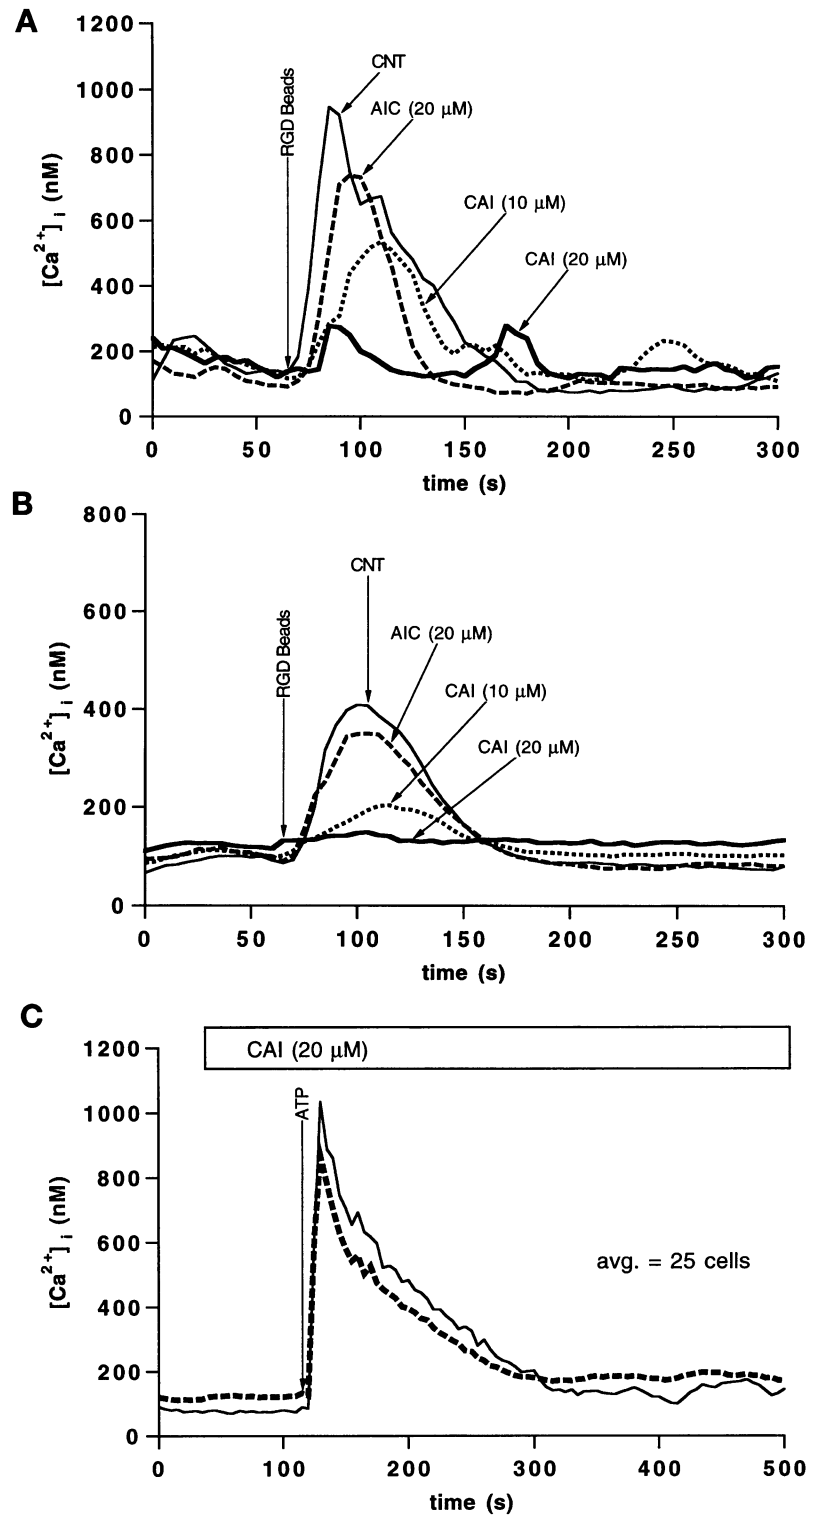 A
1200
1000
800
600
400
200
0
[Ca2+]i (nM)
RGD Beads
CNT
AIC (20 µM)
CAI (10 µM)
CAI (20 µM)
0 50 100 150 200 250 300
time (s)
B
800
600
400
200
0
[Ca2+]i (nM)
RGD Beads
CNT
AIC (20 µM)
CAI (10 µM)
CAI (20 µM)
0 50 100 150 200 250 300
time (s)
C
CAI (20 µM)
1200
1000
800
600
400
200
0
[Ca2+]i (nM)
ATP
avg. = 25 cells
0 100 200 300 400 500
time (s)